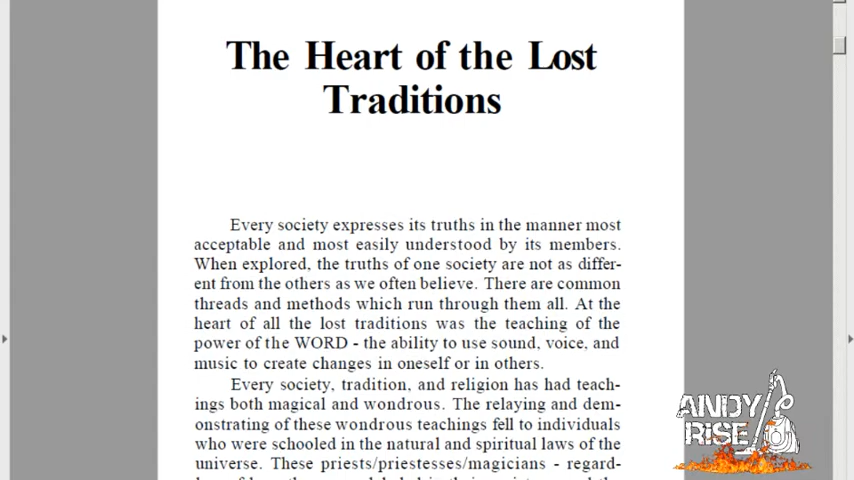 The Heart of the Lost
Traditions
Every society expresses its truths in the manner most
acceptable and most easily understood by its members.
When explored, the truths of one society are not as differ-
ent from the others as we often believe. There are common
threads and methods which run through them all. At the
heart of all the lost traditions was the teaching of the
power of the WORD - the ability to use sound, voice, and
music to create changes in oneself or in others.
Every society, tradition, and religion has had teach-
ings both magical and wondrous. The relaying and dem-
onstrating of these wondrous teachings fell to individuals
who were schooled in the natural and spiritual laws of the
universe. These priests/priestesses/magicians - regard-
ANDY
RiSE